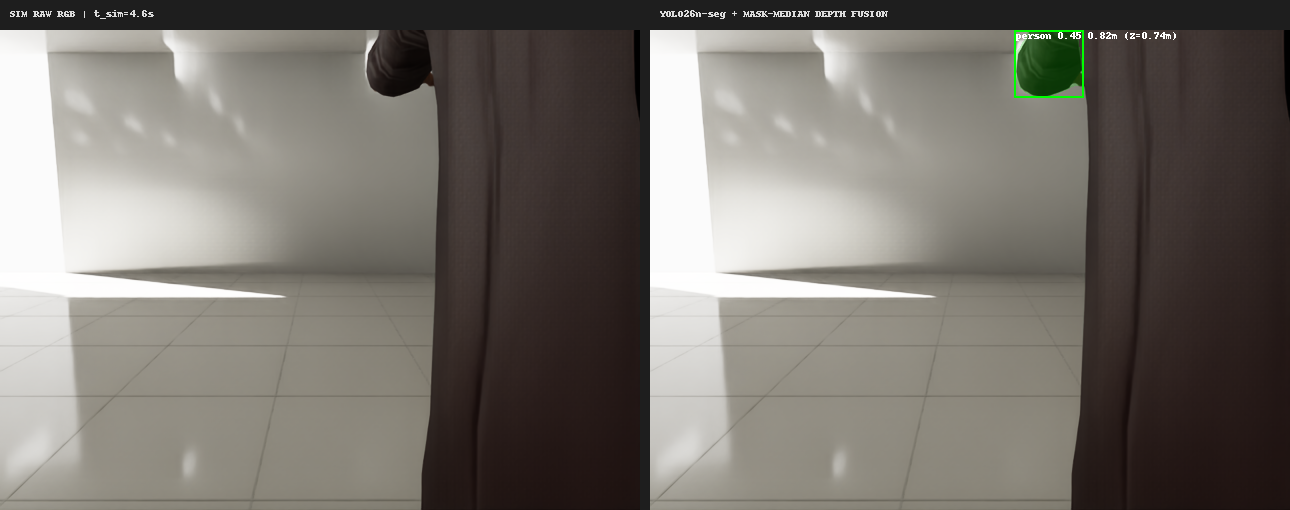 SIM RAW RGB | t_sim=4.6s
YOLO26n-seg + MASK-MEDIAN DEPTH FUSION
person 0.45 0.82m (z=0.74m)